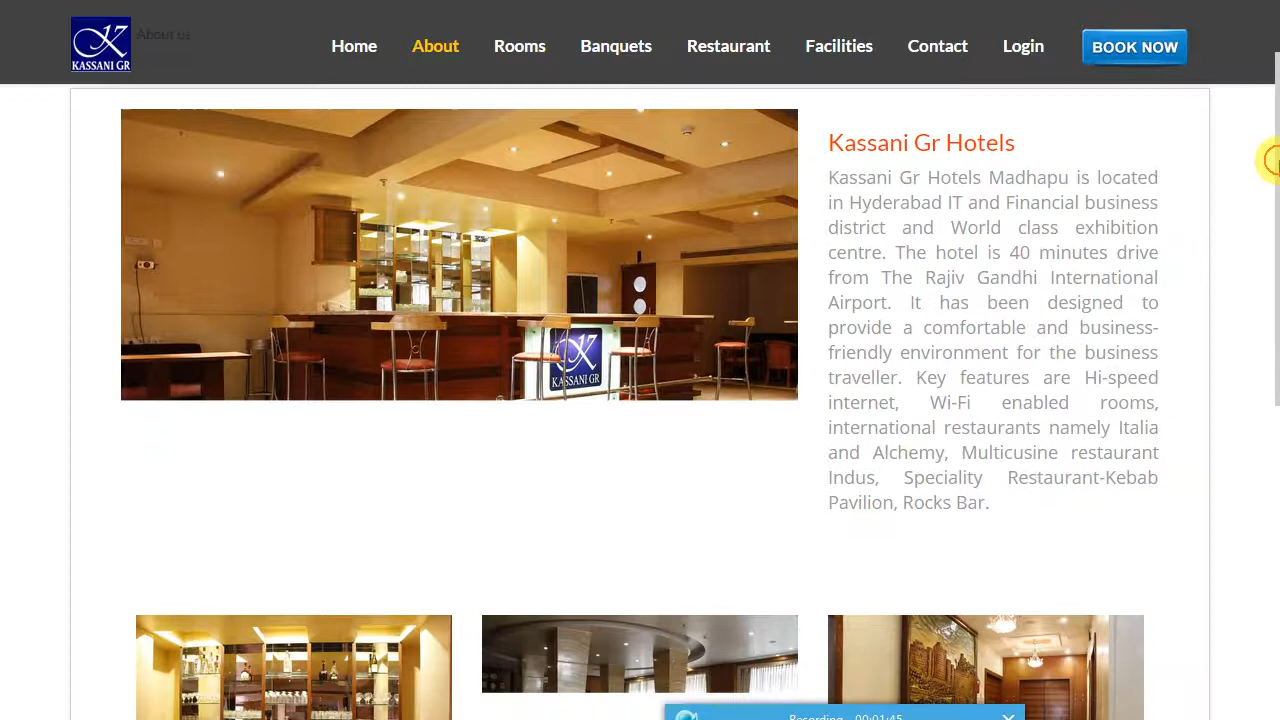 About us
Home About Rooms Banquets Restaurant Facilities Contact Login BOOK NOW
KASSANI GR
Kassani Gr Hotels
Kassani Gr Hotels Madhapu is located
in Hyderabad IT and Financial business
district and World class exhibition
centre. The hotel is 40 minutes drive
from The Rajiv Gandhi International
Airport. It has been designed to
provide a comfortable and business-
friendly environment for the business
traveller. Key features are Hi-speed
internet, Wi-Fi enabled rooms,
international restaurants namely Italia
and Alchemy, Multicusine restaurant
Indus, Speciality Restaurant-Kebab
Pavilion, Rocks Bar.
K
KASSANI GR
Recording... 00:01:45